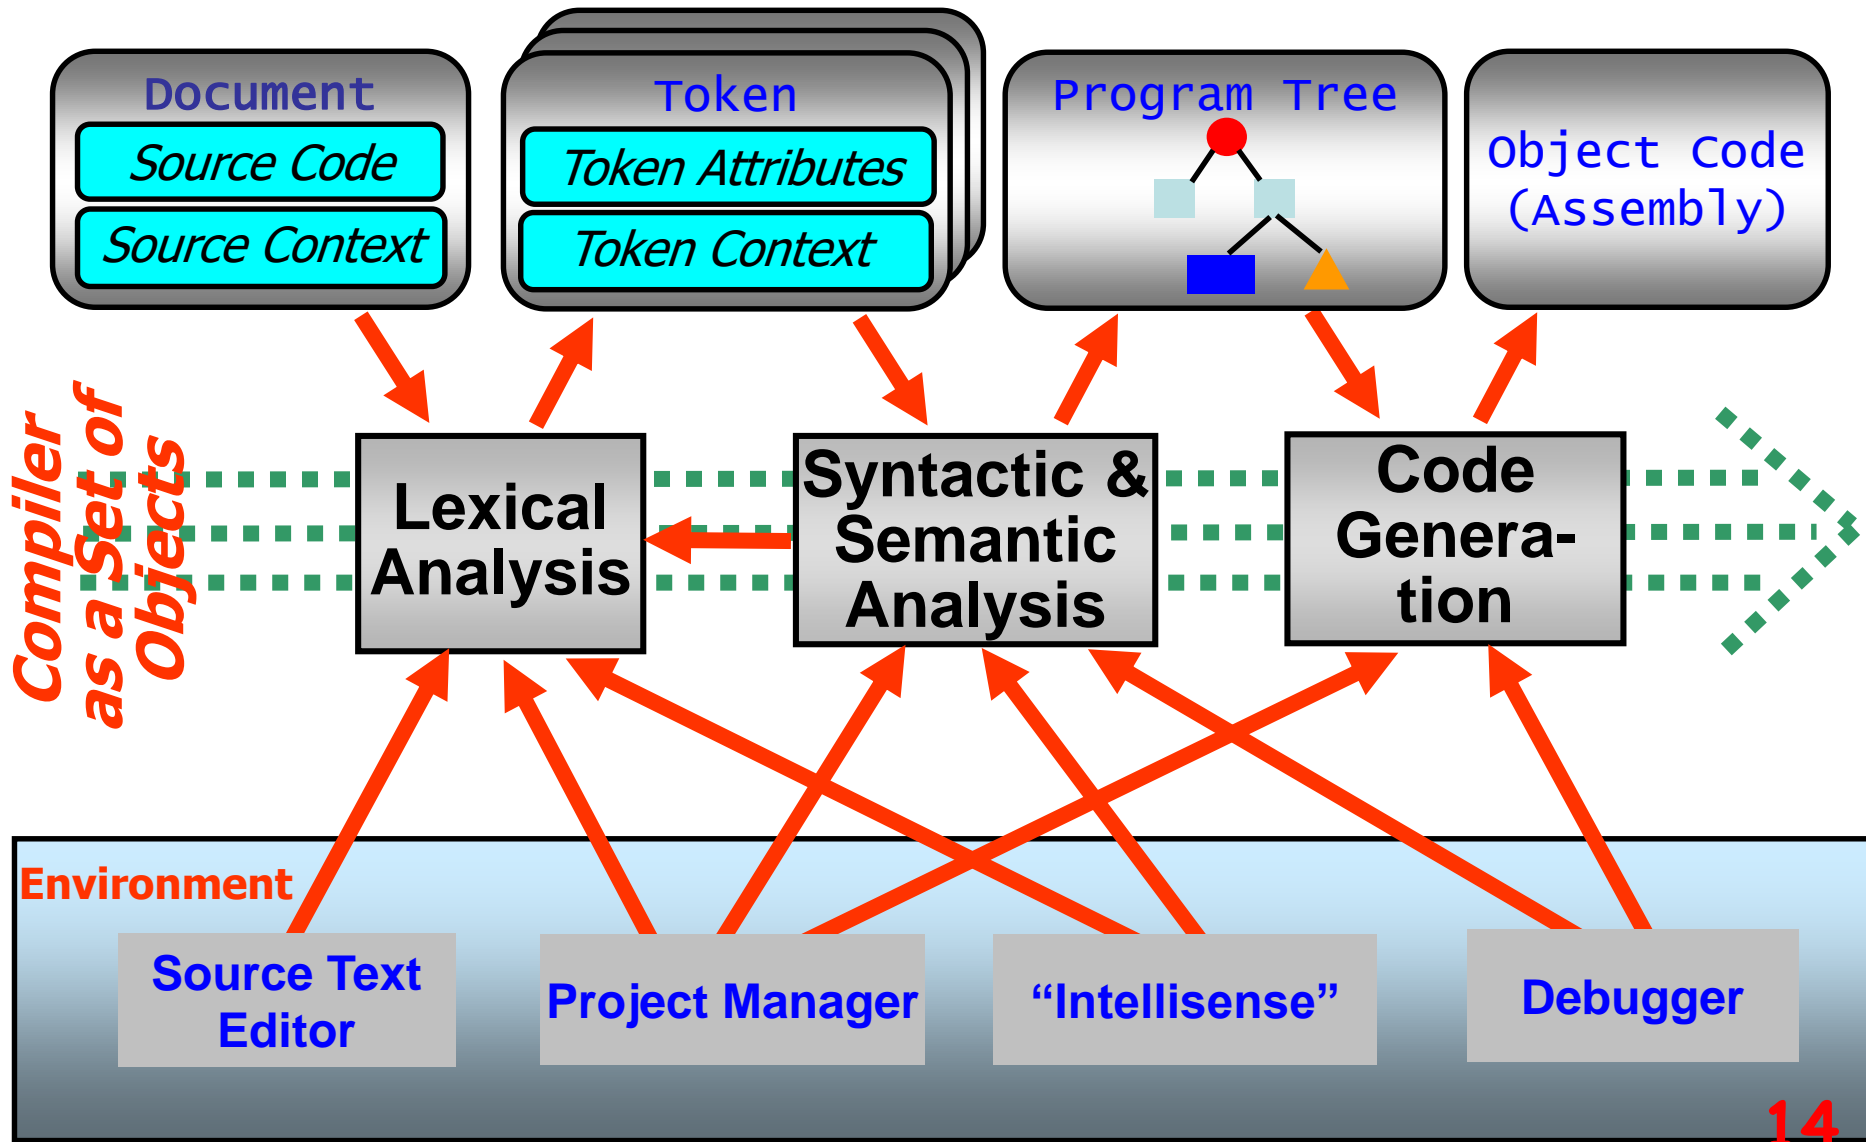 Document
Source Code
Source Context
Token
Token Attributes
Token Context
Program Tree
Object Code
(Assembly)
Compiler
as a Set of
Objects
Lexical
Analysis
Syntactic &
Semantic
Analysis
Code
Genera-
tion
Environment
Source Text
Editor
Project Manager
“Intellisense”
Debugger
14